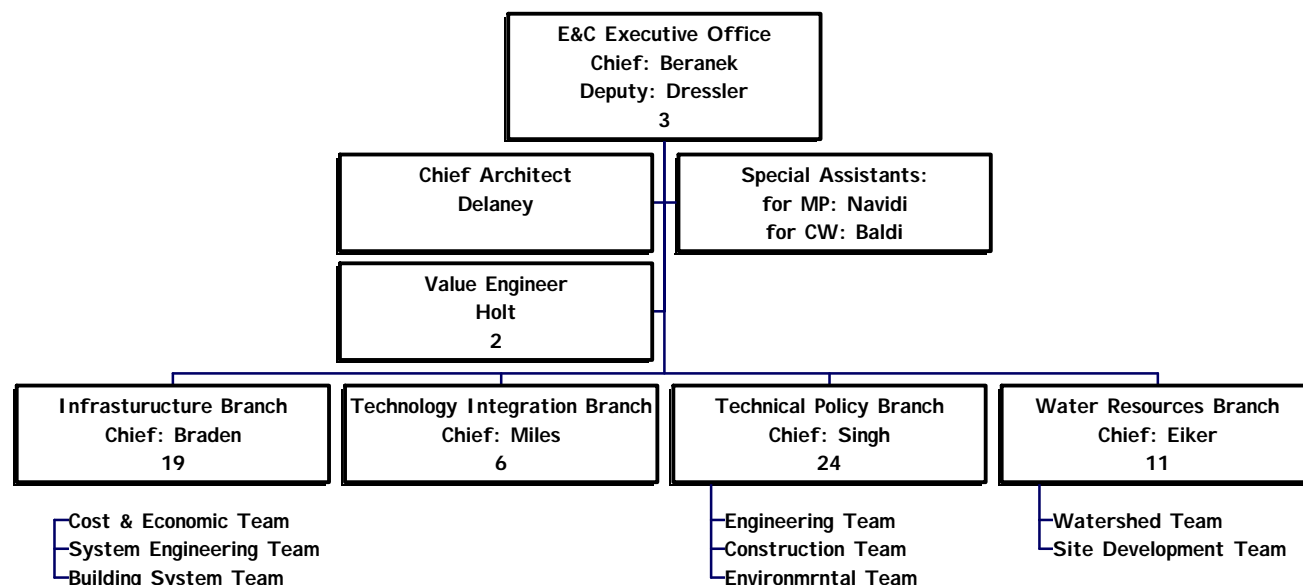 E&C Executive Office
Chief: Beranek
Deputy: Dressler
3
Chief Architect
Delaney
Special Assistants:
for MP: Navidi
for CW: Baldi
Value Engineer
Holt
2
Infrasturucture Branch
Chief: Braden
19
Technology Integration Branch
Chief: Miles
6
Technical Policy Branch
Chief: Singh
24
Water Resources Branch
Chief: Eiker
11
Cost & Economic Team
System Engineering Team
Building System Team
Engineering Team
Construction Team
Environmrntal Team
Watershed Team
Site Development Team